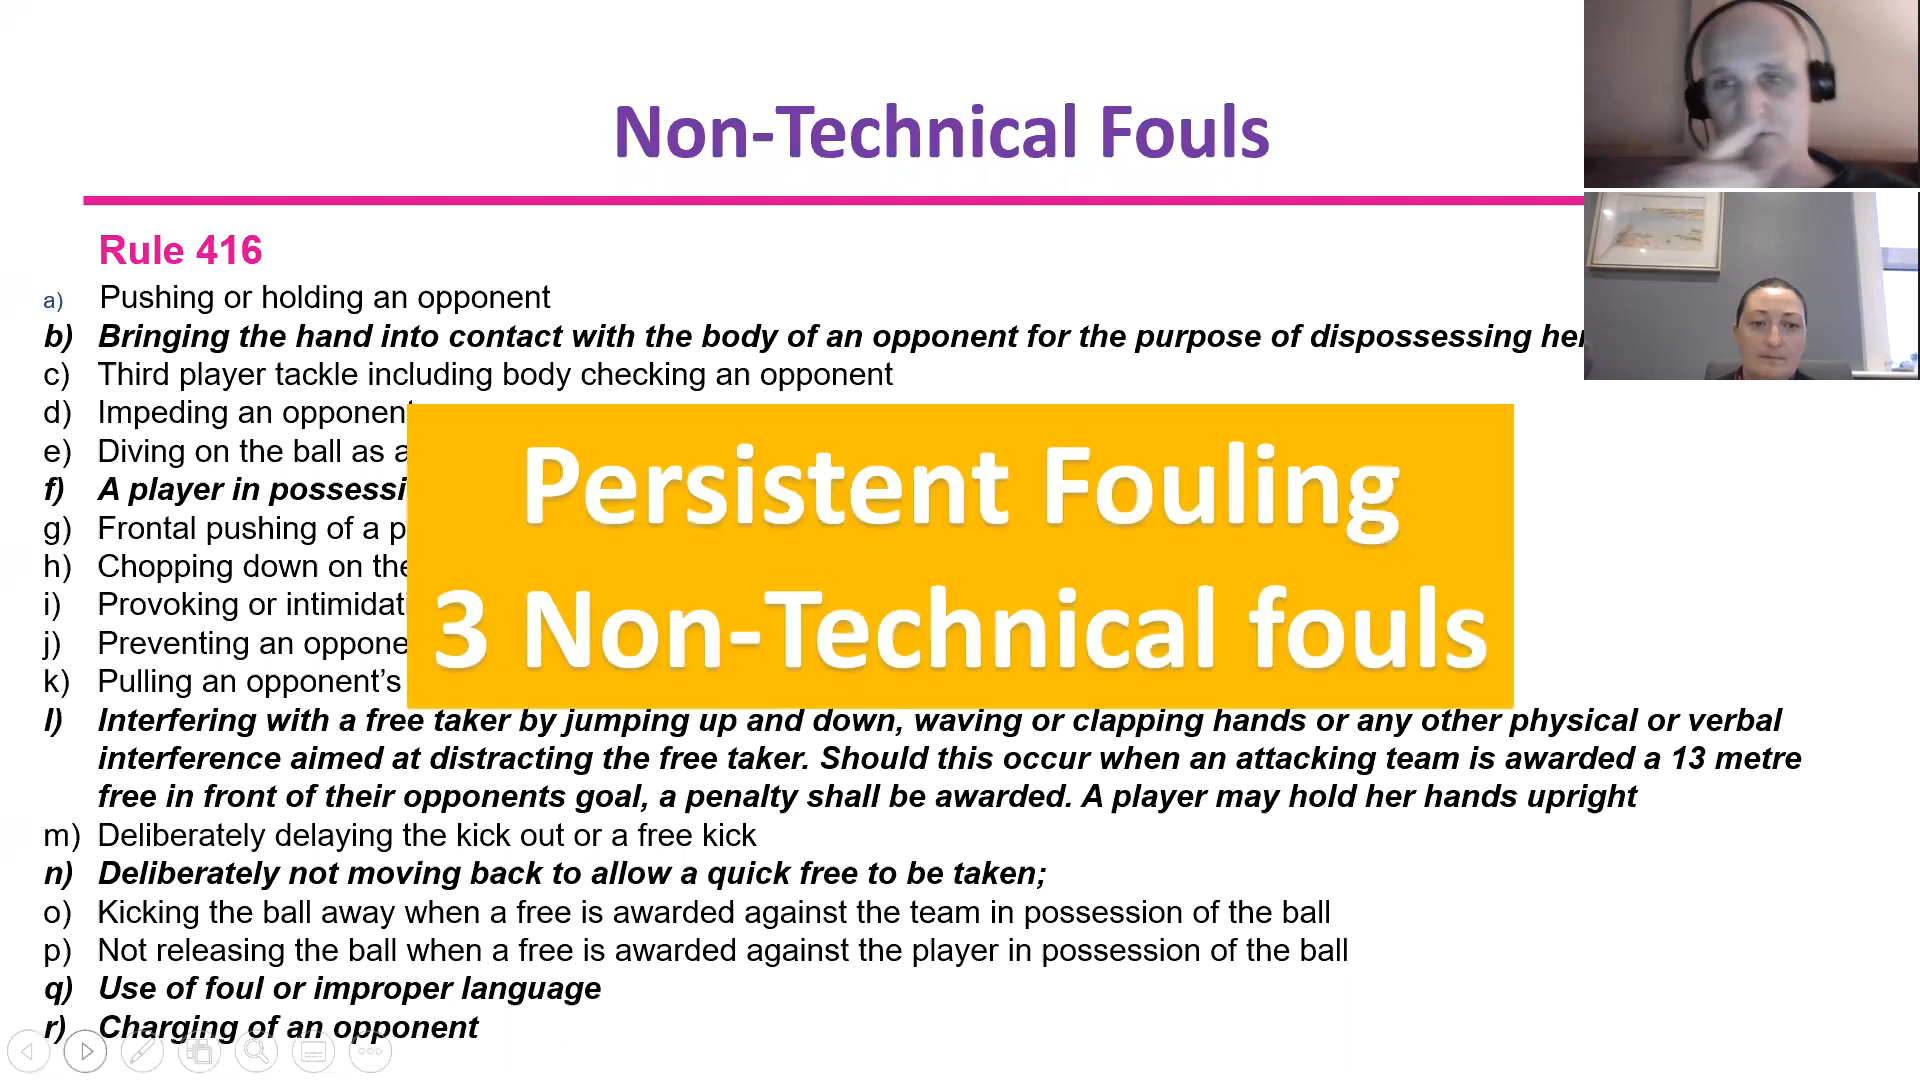 Non-Technical Fouls
Rule 416
a) Pushing or holding an opponent
b) Bringing the hand into contact with the body of an opponent for the purpose of dispossessing her
c) Third player tackle including body checking an opponent
d) Impeding an opponent
e) Diving on the ball as a
f) A player in possessi
g) Frontal pushing of a p
h) Chopping down on the
i) Provoking or intimidati
j) Preventing an oppone
k) Pulling an opponent’s
Persistent Fouling
3 Non-Technical fouls
l) Interfering with a free taker by jumping up and down, waving or clapping hands or any other physical or verbal
interference aimed at distracting the free taker. Should this occur when an attacking team is awarded a 13 metre
free in front of their opponents goal, a penalty shall be awarded. A player may hold her hands upright
m) Deliberately delaying the kick out or a free kick
n) Deliberately not moving back to allow a quick free to be taken;
o) Kicking the ball away when a free is awarded against the team in possession of the ball
p) Not releasing the ball when a free is awarded against the player in possession of the ball
q) Use of foul or improper language
r) Charging of an opponent